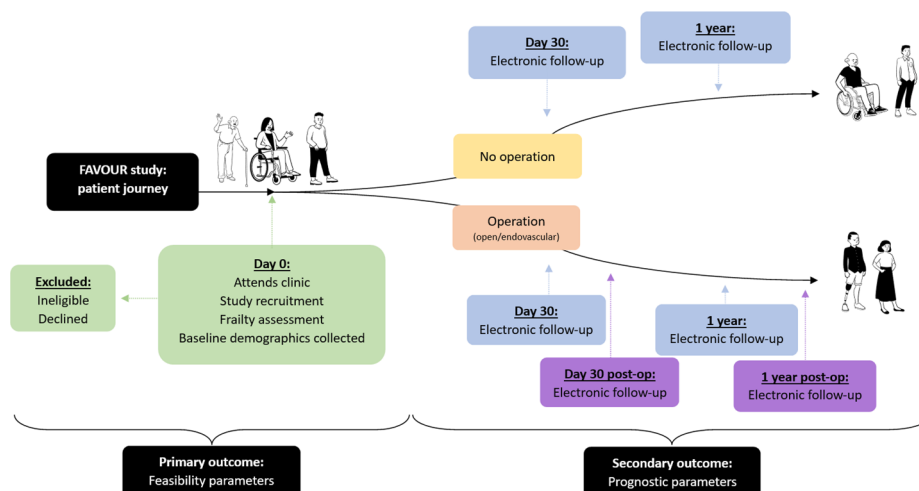 FAVOUR study:
patient journey
Excluded:
Ineligible
Declined
Day 0:
Attends clinic
Study recruitment
Frailty assessment
Baseline demographics collected
No operation
Operation
(open/endovascular)
Day 30:
Electronic follow-up
1 year:
Electronic follow-up
Day 30:
Electronic follow-up
Day 30 post-op:
Electronic follow-up
1 year:
Electronic follow-up
1 year post-op:
Electronic follow-up
Primary outcome:
Feasibility parameters
Secondary outcome:
Prognostic parameters